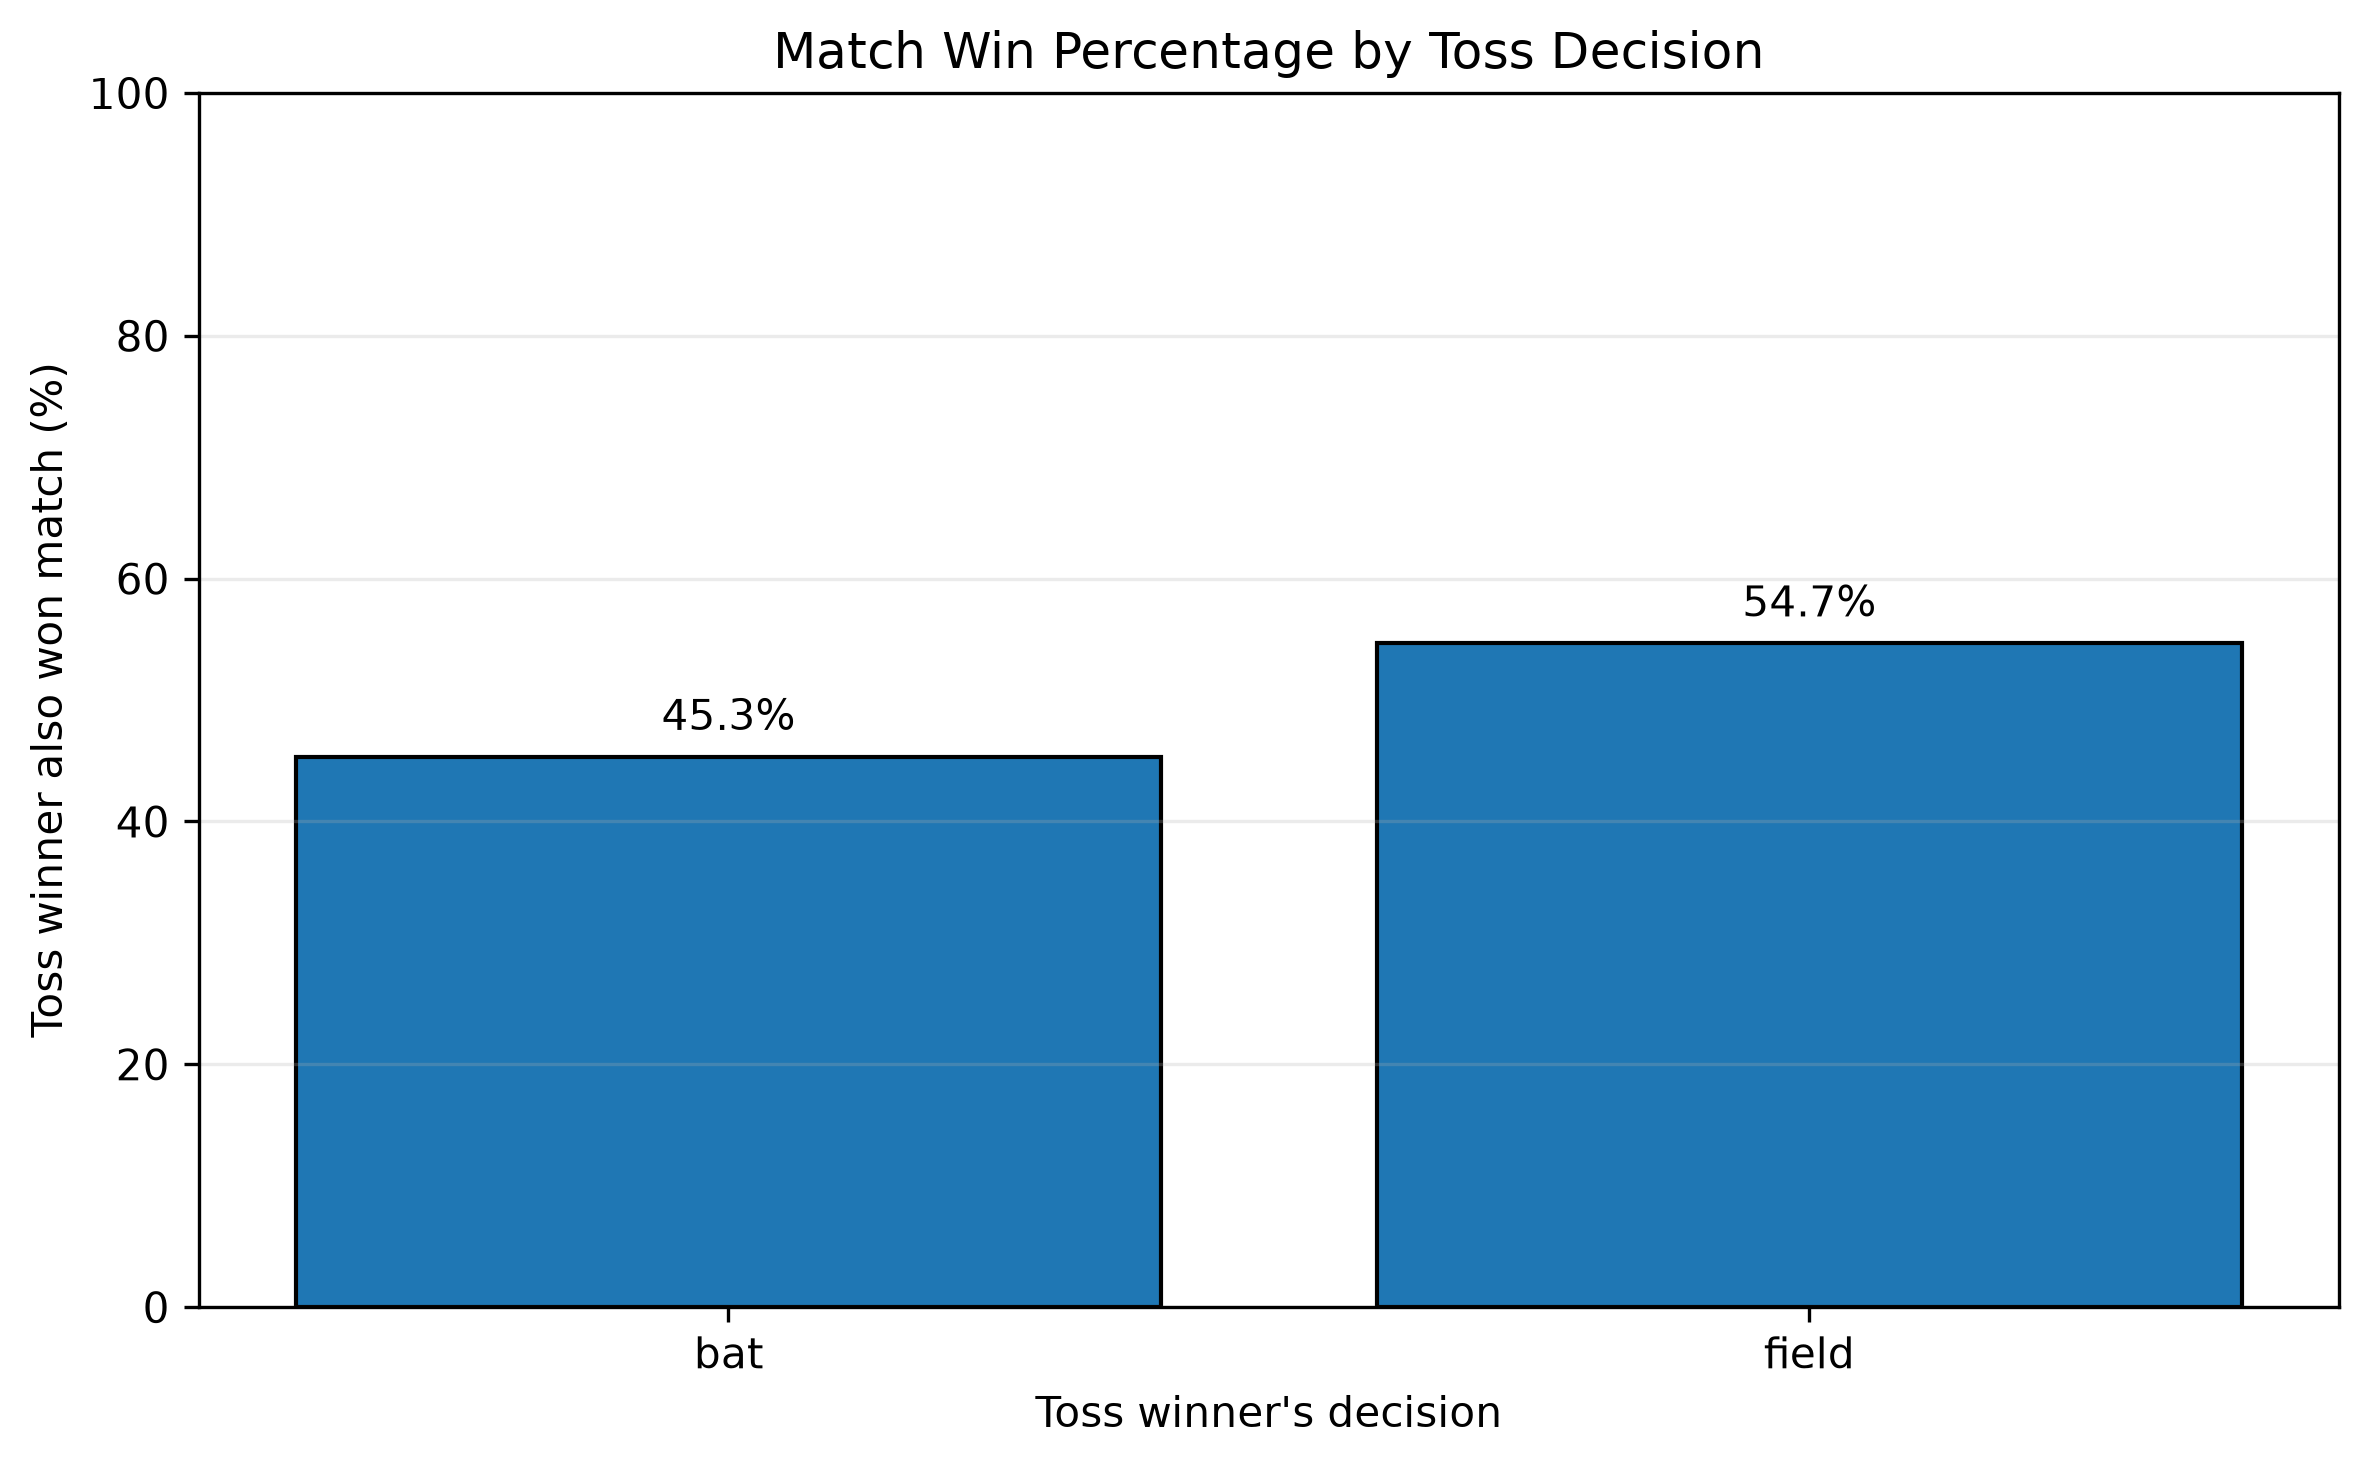 Match Win Percentage by Toss Decision
100
80
60
40
20
0
Toss winner also won match (%)
45.3%
54.7%
bat
field
Toss winner's decision